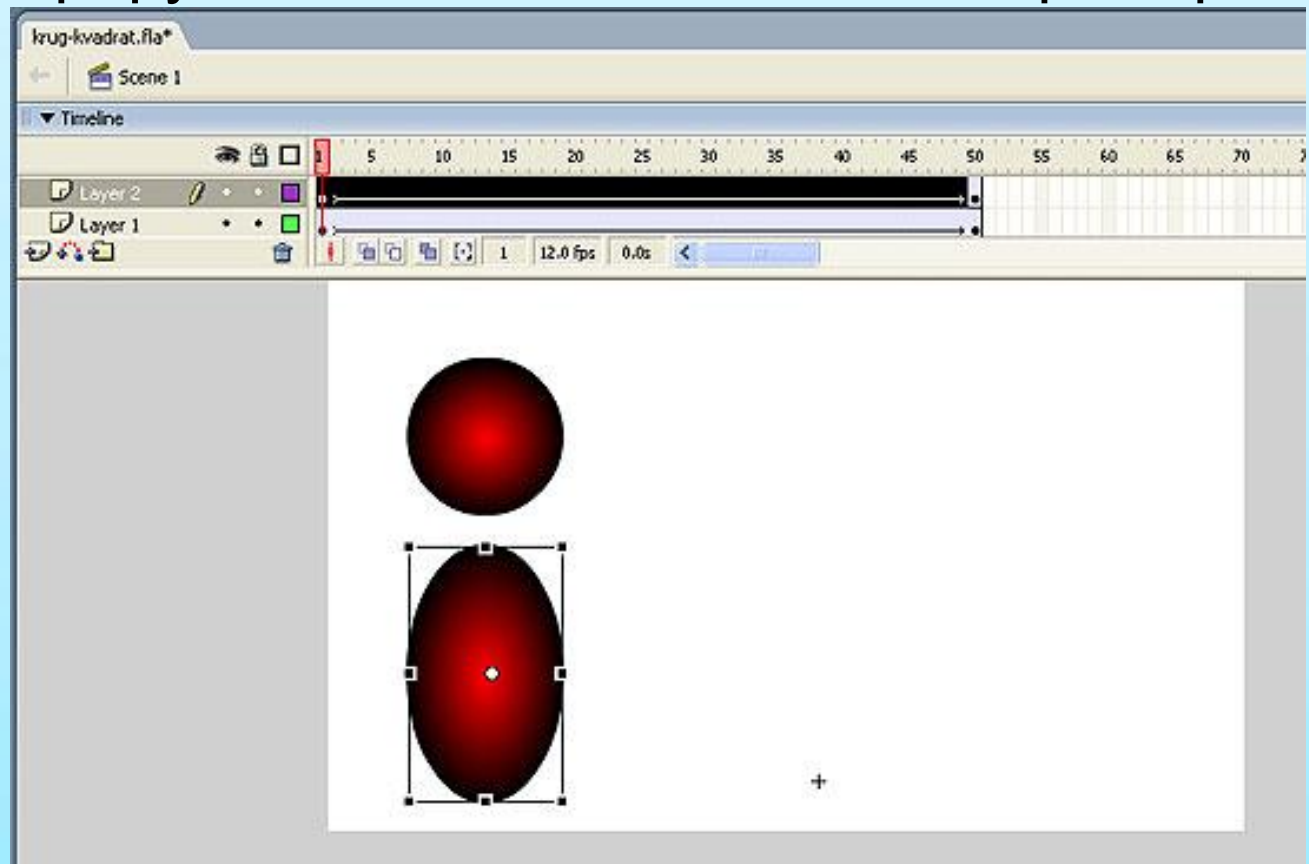 krug-kvadrat.fla*
Scene 1
Timeline
1 5 10 15 20 25 30 35 40 45 50 55 60 65 70
Layer 2
Layer 1
1 12.0 fps 0.0s